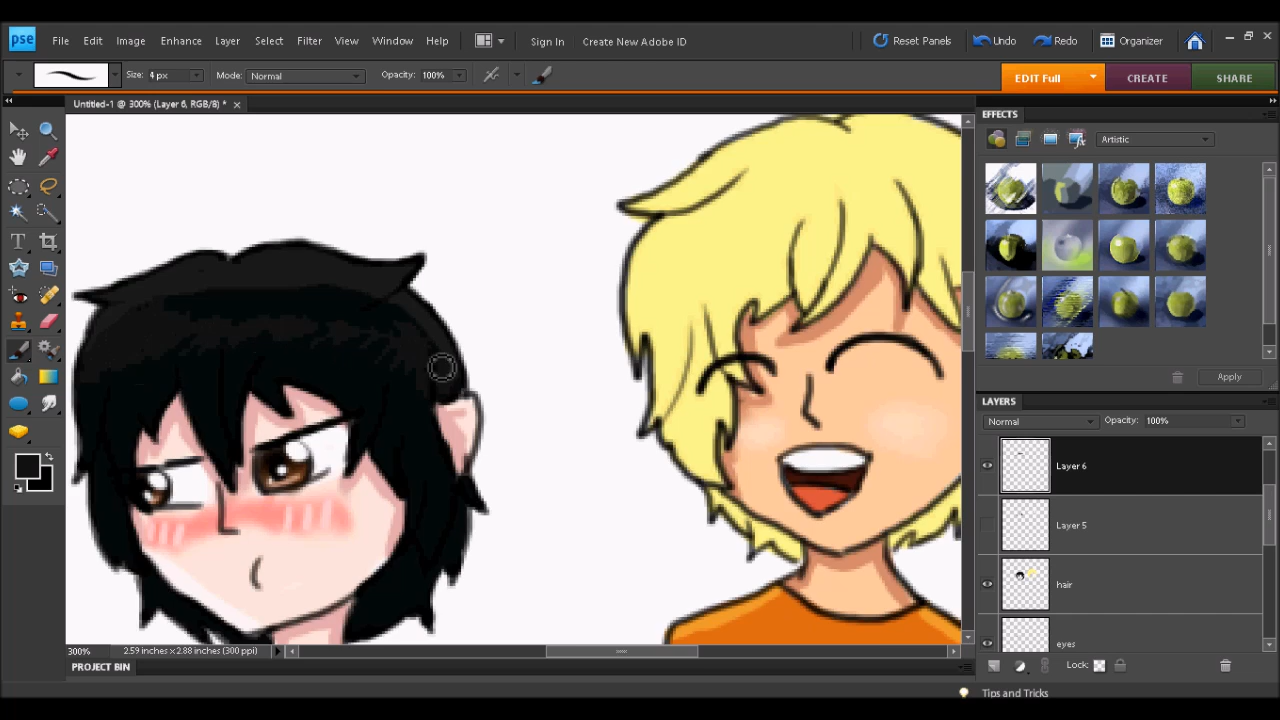 pse File Edit Image Enhance Layer Select Filter View Window Help Sign In Create New Adobe ID Reset Panels Undo Redo Organizer
Size: 4 px Mode: Normal Opacity: 100% EDIT Full CREATE SHARE
Untitled-1 @ 300% (Layer 6, RGB/8) *
EFFECTS
Artistic
Apply
LAYERS
Normal Opacity: 100%
Layer 6
Layer 5
hair
eyes
Lock:
300% 2.59 inches x 2.88 inches (300 ppi)
PROJECT BIN
Tips and Tricks